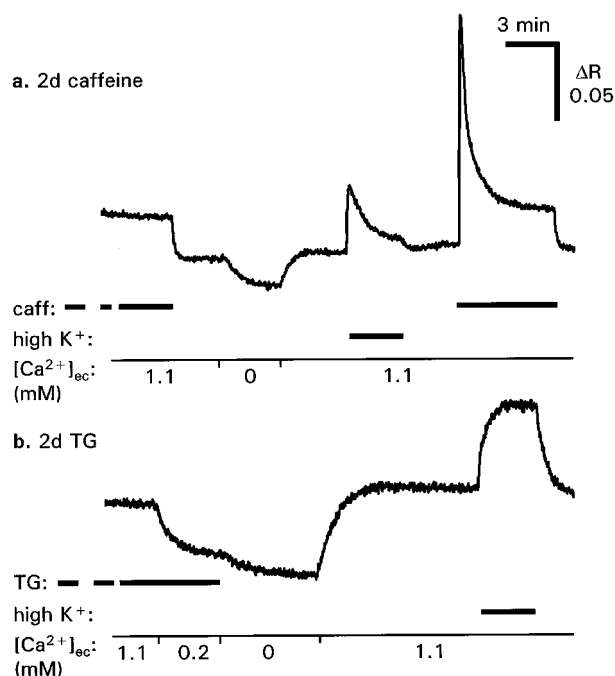 3 min
ΔR
0.05
a. 2d caffeine
caff:
high K⁺:
[Ca²⁺]ec: 1.1 0 1.1
(mM)
b. 2d TG
TG:
high K⁺:
[Ca²⁺]ec: 1.1 0.2 0 1.1
(mM)